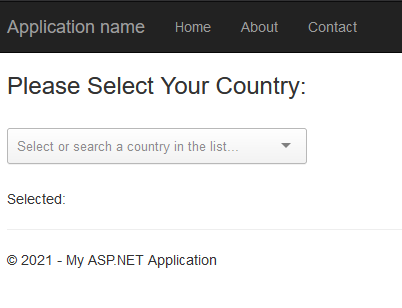 Application name Home About Contact
Please Select Your Country:
Select or search a country in the list...
Selected:
© 2021 - My ASP.NET Application